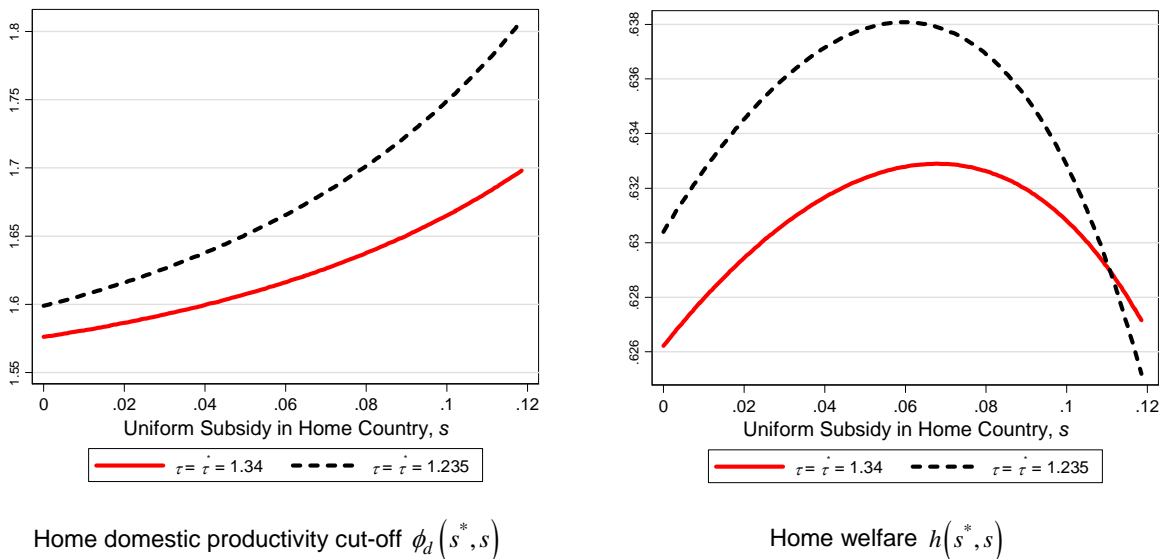 1.8
1.75
1.7
1.65
1.6
1.55
0 .02 .04 .06 .08 .1 .12
Uniform Subsidy in Home Country, s
τ = τ* = 1.34 τ = τ* = 1.235
Home domestic productivity cut-off ϕd(s*,s)
.638
.636
.634
.632
.63
.628
.626
0 .02 .04 .06 .08 .1 .12
Uniform Subsidy in Home Country, s
τ = τ* = 1.34 τ = τ* = 1.235
Home welfare h(s*,s)